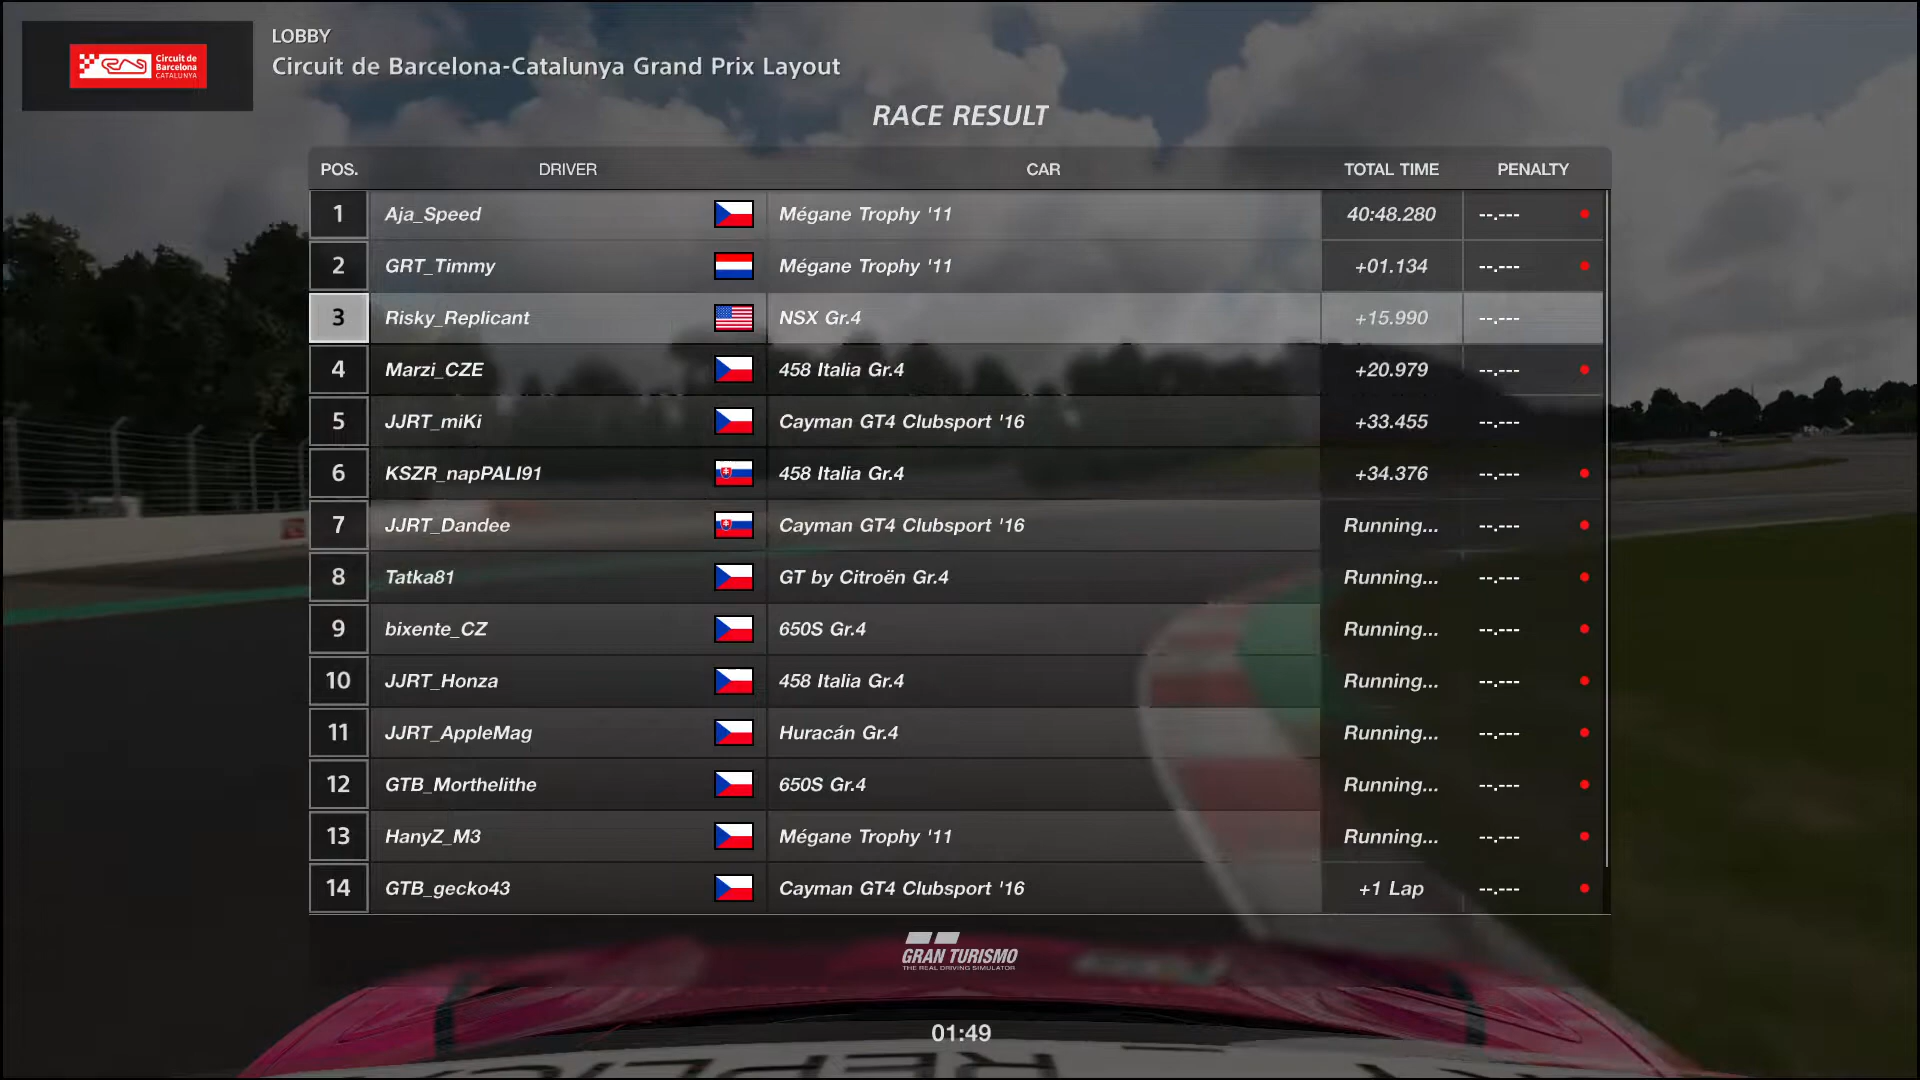 Circuit de
Barcelona
CATALUNYA
LOBBY
Circuit de Barcelona-Catalunya Grand Prix Layout
RACE RESULT
POS. DRIVER CAR TOTAL TIME PENALTY
1 Aja_Speed Mégane Trophy '11 40:48.280 --.---
2 GRT_Timmy Mégane Trophy '11 +01.134 --.---
3 Risky_Replicant NSX Gr.4 +15.990 --.---
4 Marzi_CZE 458 Italia Gr.4 +20.979 --.---
5 JJRT_miKi Cayman GT4 Clubsport '16 +33.455 --.---
6 KSZR_napPALI91 458 Italia Gr.4 +34.376 --.---
7 JJRT_Dandee Cayman GT4 Clubsport '16 Running... --.---
8 Tatka81 GT by Citroën Gr.4 Running... --.---
9 bixente_CZ 650S Gr.4 Running... --.---
10 JJRT_Honza 458 Italia Gr.4 Running... --.---
11 JJRT_AppleMag Huracán Gr.4 Running... --.---
12 GTB_Morthelithe 650S Gr.4 Running... --.---
13 HanyZ_M3 Mégane Trophy '11 Running... --.---
14 GTB_gecko43 Cayman GT4 Clubsport '16 +1 Lap --.---
GRAN TURISMO
THE REAL DRIVING SIMULATOR
01:49